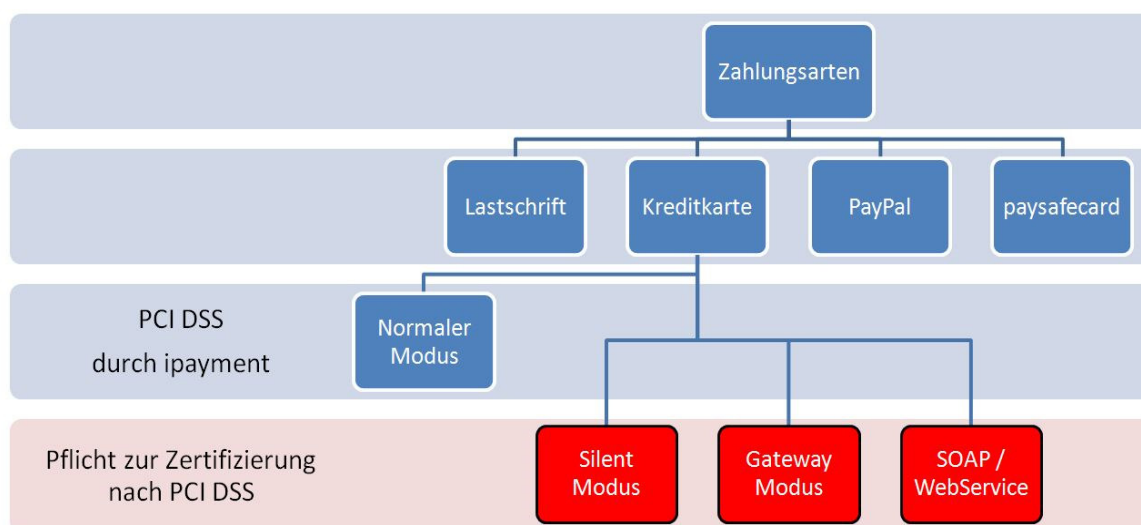 Zahlungsarten
Lastschrift
Kreditkarte
PayPal
paysafecard
PCI DSS
durch ipayment
Normaler
Modus
Pflicht zur Zertifizierung
nach PCI DSS
Silent
Modus
Gateway
Modus
SOAP /
WebService